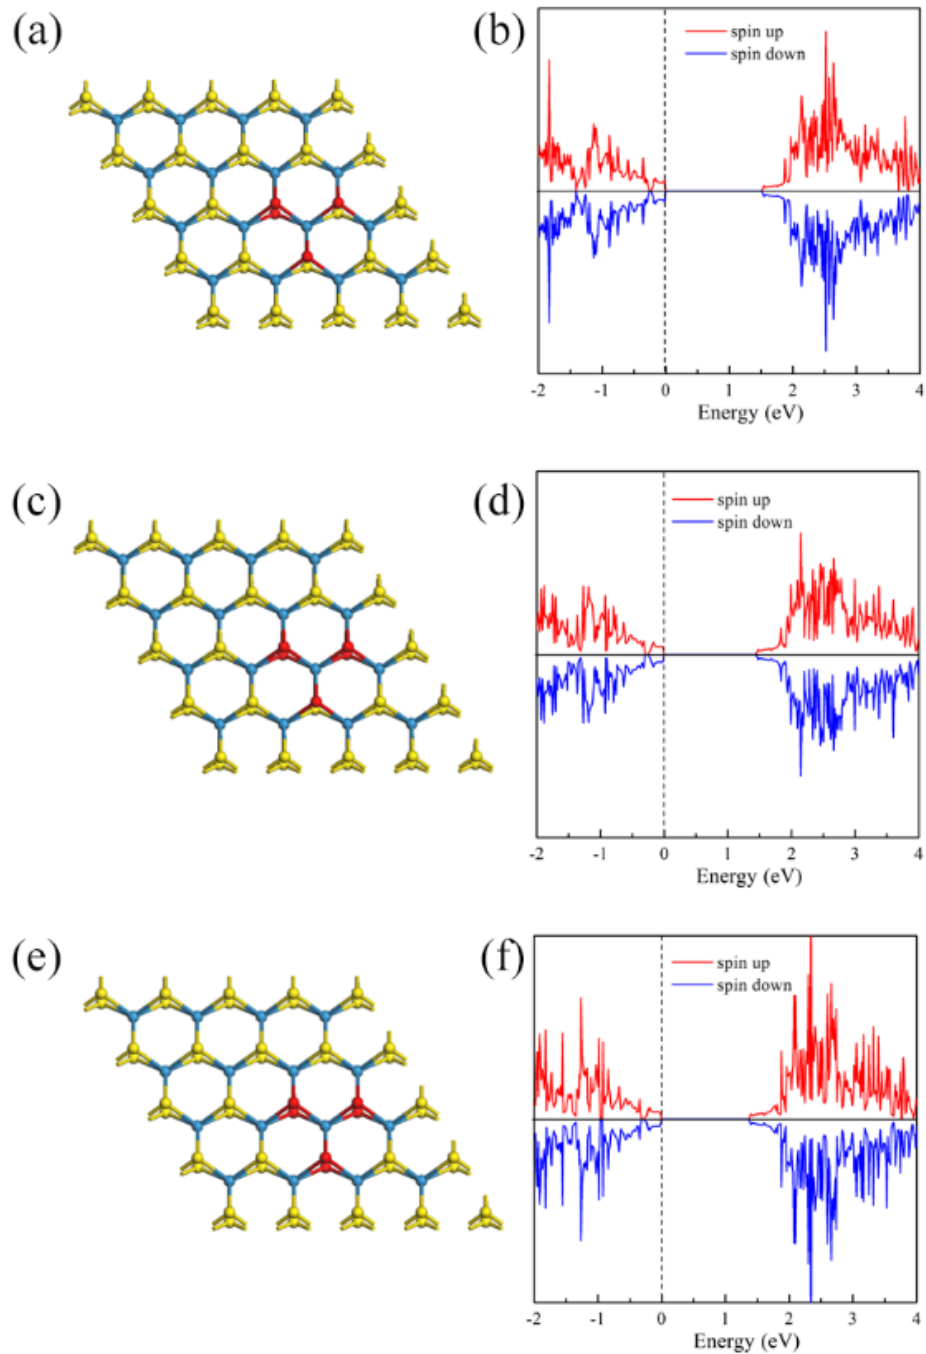 (a)
(b)
spin up
spin down
-2 -1 0 1 2 3 4
Energy (eV)
(c)
(d)
spin up
spin down
-2 -1 0 1 2 3 4
Energy (eV)
(e)
(f)
spin up
spin down
-2 -1 0 1 2 3 4
Energy (eV)